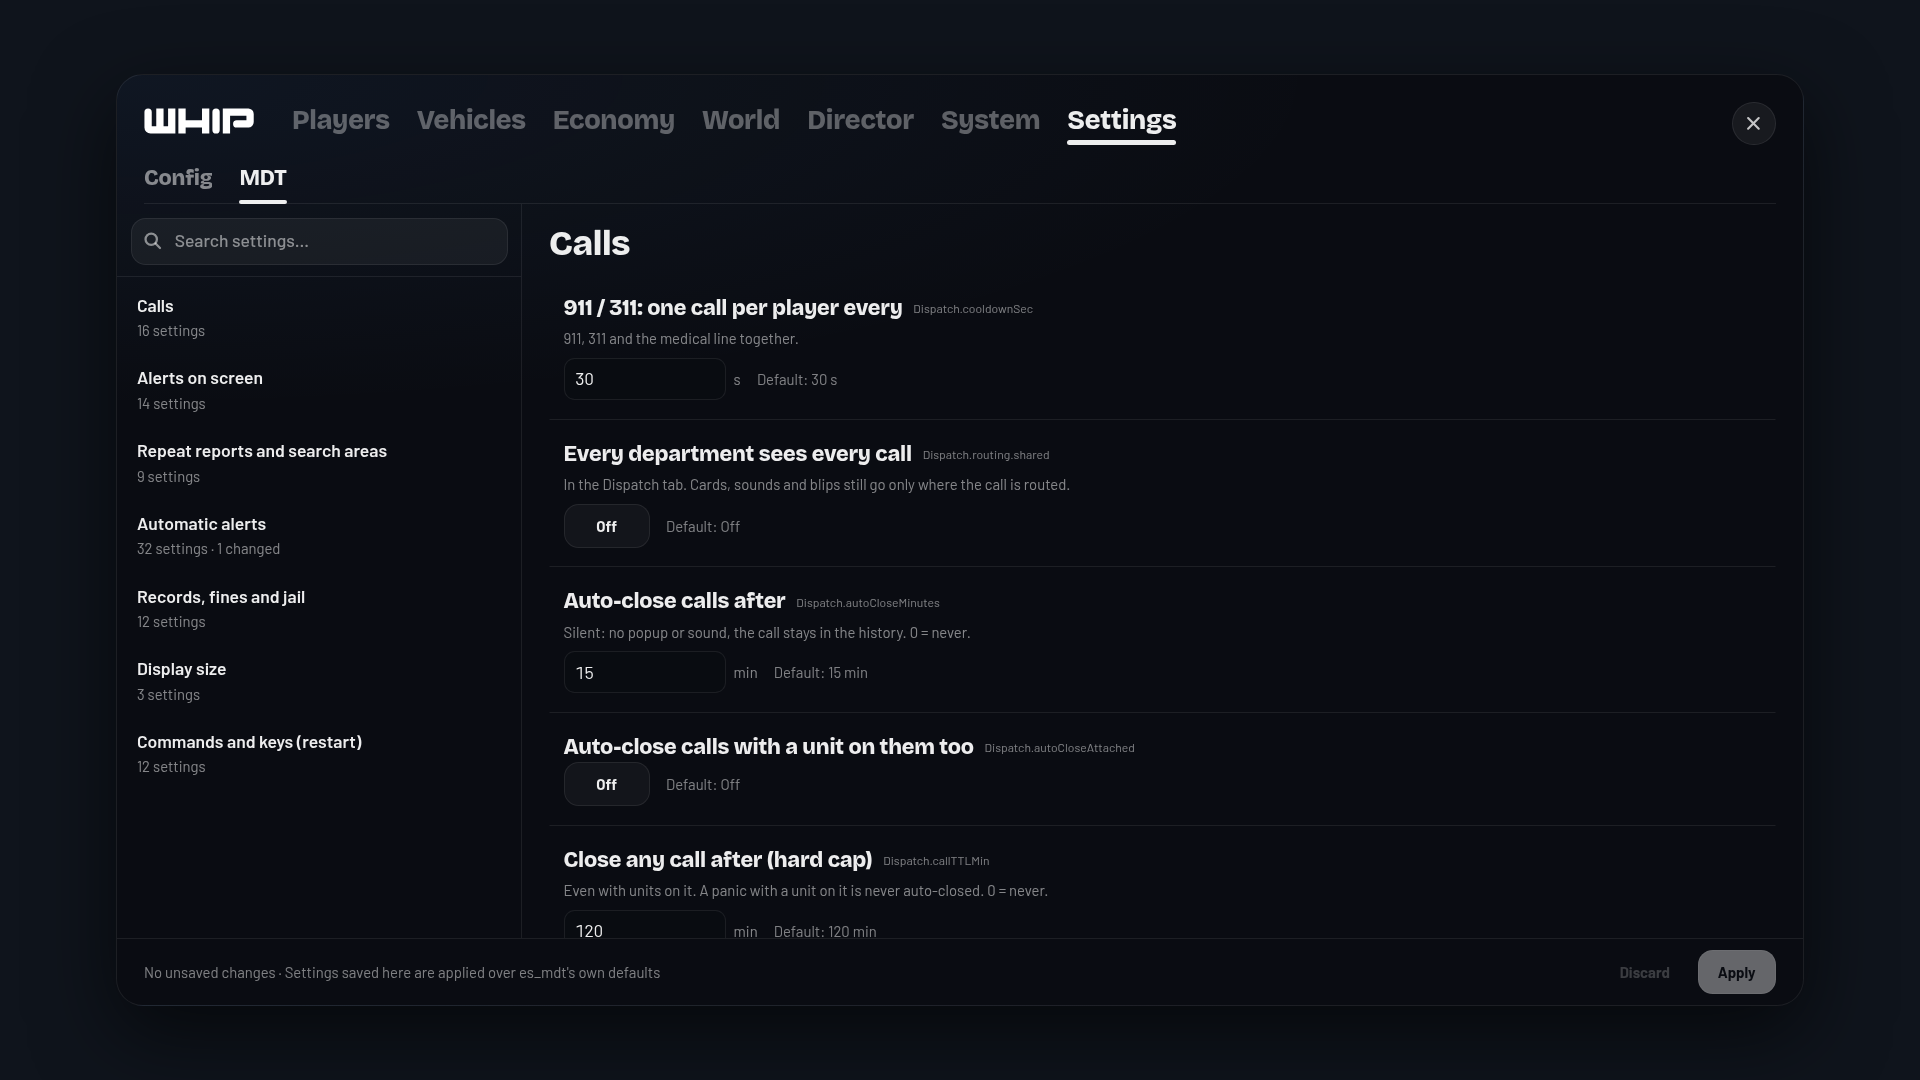 WHIP
Players Vehicles Economy World Director System Settings
Config MDT
Search settings...
Calls
16 settings
Alerts on screen
14 settings
Repeat reports and search areas
9 settings
Automatic alerts
32 settings · 1 changed
Records, fines and jail
12 settings
Display size
3 settings
Commands and keys (restart)
12 settings
Calls
911 / 311: one call per player every Dispatch.cooldownSec
911, 311 and the medical line together.
30 s Default: 30 s
Every department sees every call Dispatch.routing.shared
In the Dispatch tab. Cards, sounds and blips still go only where the call is routed.
Off Default: Off
Auto-close calls after Dispatch.autoCloseMinutes
Silent: no popup or sound, the call stays in the history. 0 = never.
15 min Default: 15 min
Auto-close calls with a unit on them too Dispatch.autoCloseAttached
Off Default: Off
Close any call after (hard cap) Dispatch.callTTLMin
Even with units on it. A panic with a unit on it is never auto-closed. 0 = never.
120 min Default: 120 min
No unsaved changes · Settings saved here are applied over es_mdt's own defaults
Discard Apply